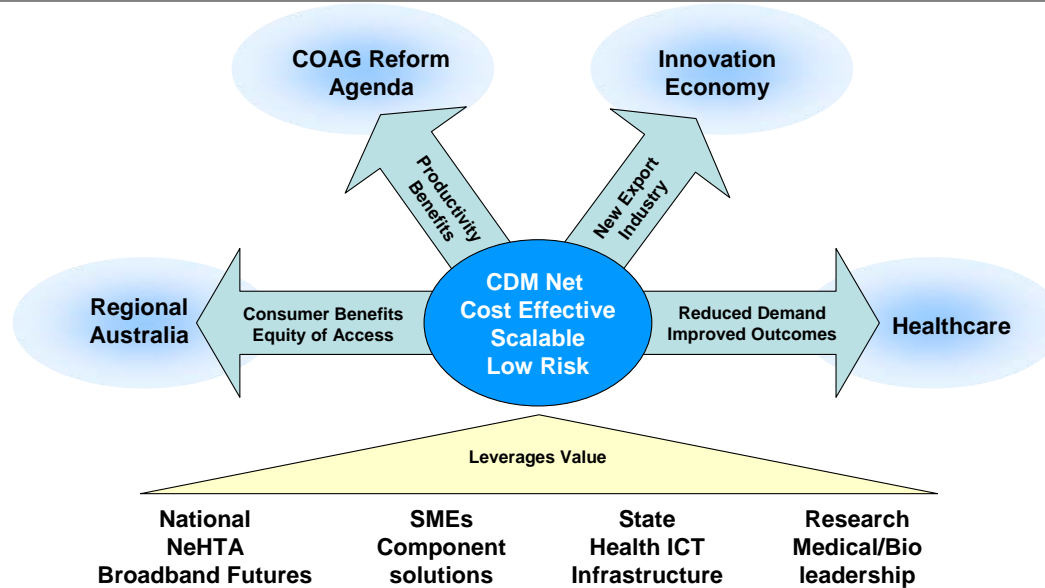 COAG Reform
Agenda
Innovation
Economy
Productivity
Benefits
New Export
Industry
Regional
Australia
Consumer Benefits
Equity of Access
CDM Net
Cost Effective
Scalable
Low Risk
Reduced Demand
Improved Outcomes
Healthcare
Leverages Value
National
NeHTA
Broadband Futures
SMEs
Component
solutions
State
Health ICT
Infrastructure
Research
Medical/Bio
leadership